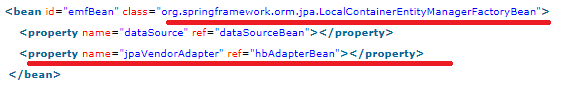 <bean id="emfBean" class="org.springframework.orm.jpa.LocalContainerEntityManagerFactoryBean">
<property name="dataSource" ref="dataSourceBean"></property>
<property name="jpaVendorAdapter" ref="hbAdapterBean"></property>
</bean>